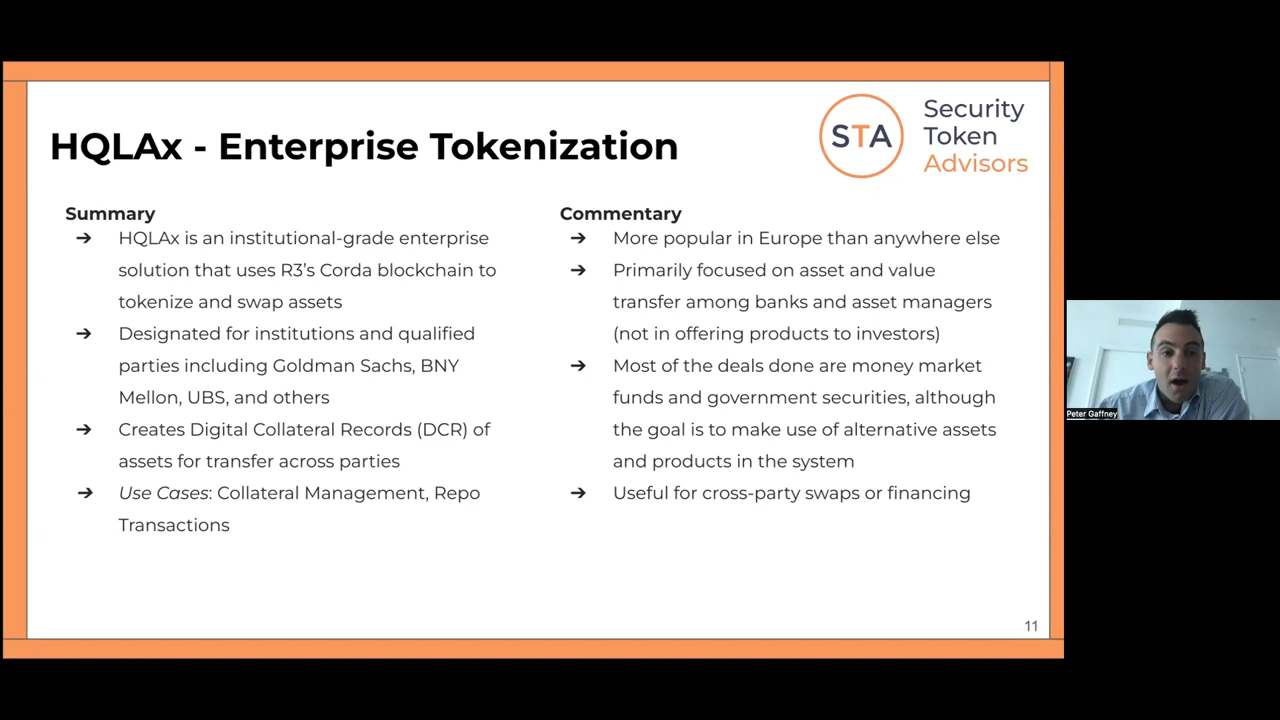 HQLAx - Enterprise Tokenization
STA
Security
Token
Advisors
Summary
➔ HQLAx is an institutional-grade enterprise
solution that uses R3’s Corda blockchain to
tokenize and swap assets
➔ Designated for institutions and qualified
parties including Goldman Sachs, BNY
Mellon, UBS, and others
➔ Creates Digital Collateral Records (DCR) of
assets for transfer across parties
➔ Use Cases: Collateral Management, Repo
Transactions
Commentary
➔ More popular in Europe than anywhere else
➔ Primarily focused on asset and value
transfer among banks and asset managers
(not in offering products to investors)
➔ Most of the deals done are money market
funds and government securities, although
the goal is to make use of alternative assets
and products in the system
➔ Useful for cross-party swaps or financing
11
Peter Gaffney